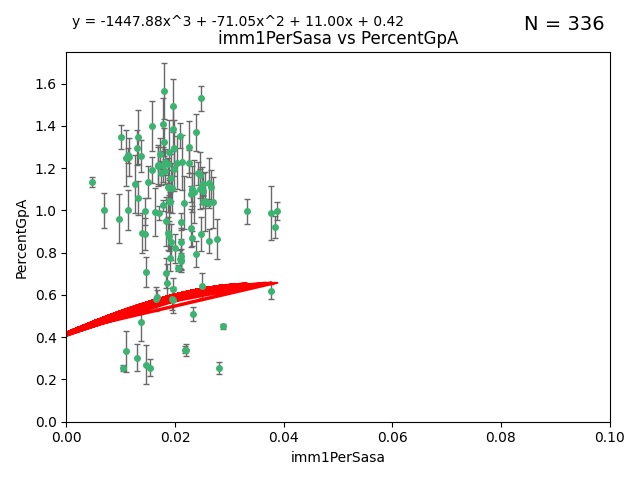 y = -1447.88x^3 + -71.05x^2 + 11.00x + 0.42
N = 336
imm1PerSasa vs PercentGpA
PercentGpA
1.6
1.4
1.2
1.0
0.8
0.6
0.4
0.2
0.0
0.00 0.02 0.04 0.06 0.08 0.10
imm1PerSasa